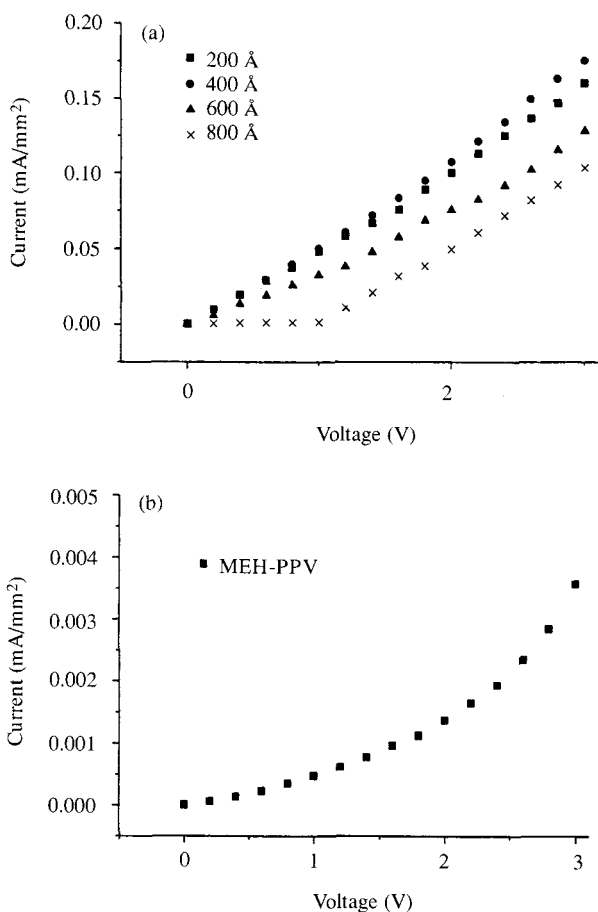 (a)
200 Å
400 Å
600 Å
800 Å
0.20
0.15
0.10
0.05
0.00
Current (mA/mm²)
0
2
Voltage (V)
(b)
MEH-PPV
0.005
0.004
0.003
0.002
0.001
0.000
Current (mA/mm²)
0
1
2
3
Voltage (V)